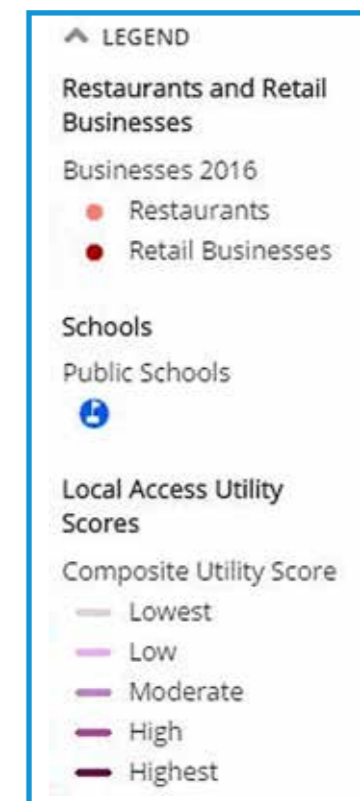 LEGEND
Restaurants and Retail
Businesses
Businesses 2016
Restaurants
Retail Businesses
Schools
Public Schools
Local Access Utility
Scores
Composite Utility Score
Lowest
Low
Moderate
High
Highest